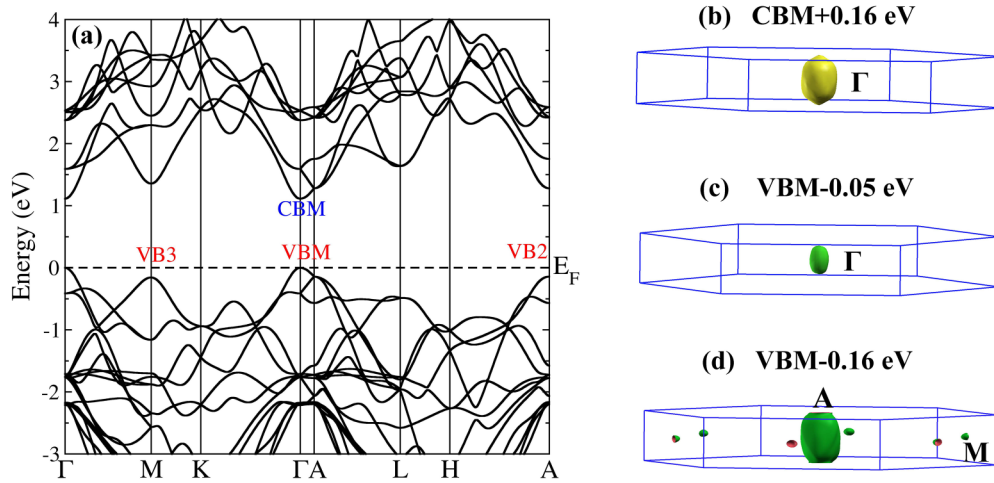 (a)
Energy (eV)
4
3
2
1
0
-1
-2
-3
CBM
VB3
VBM
VB2
E_F
Γ
M
K
Γ
A
L
H
A
(b) CBM+0.16 eV
Γ
(c) VBM-0.05 eV
Γ
(d) VBM-0.16 eV
A
M